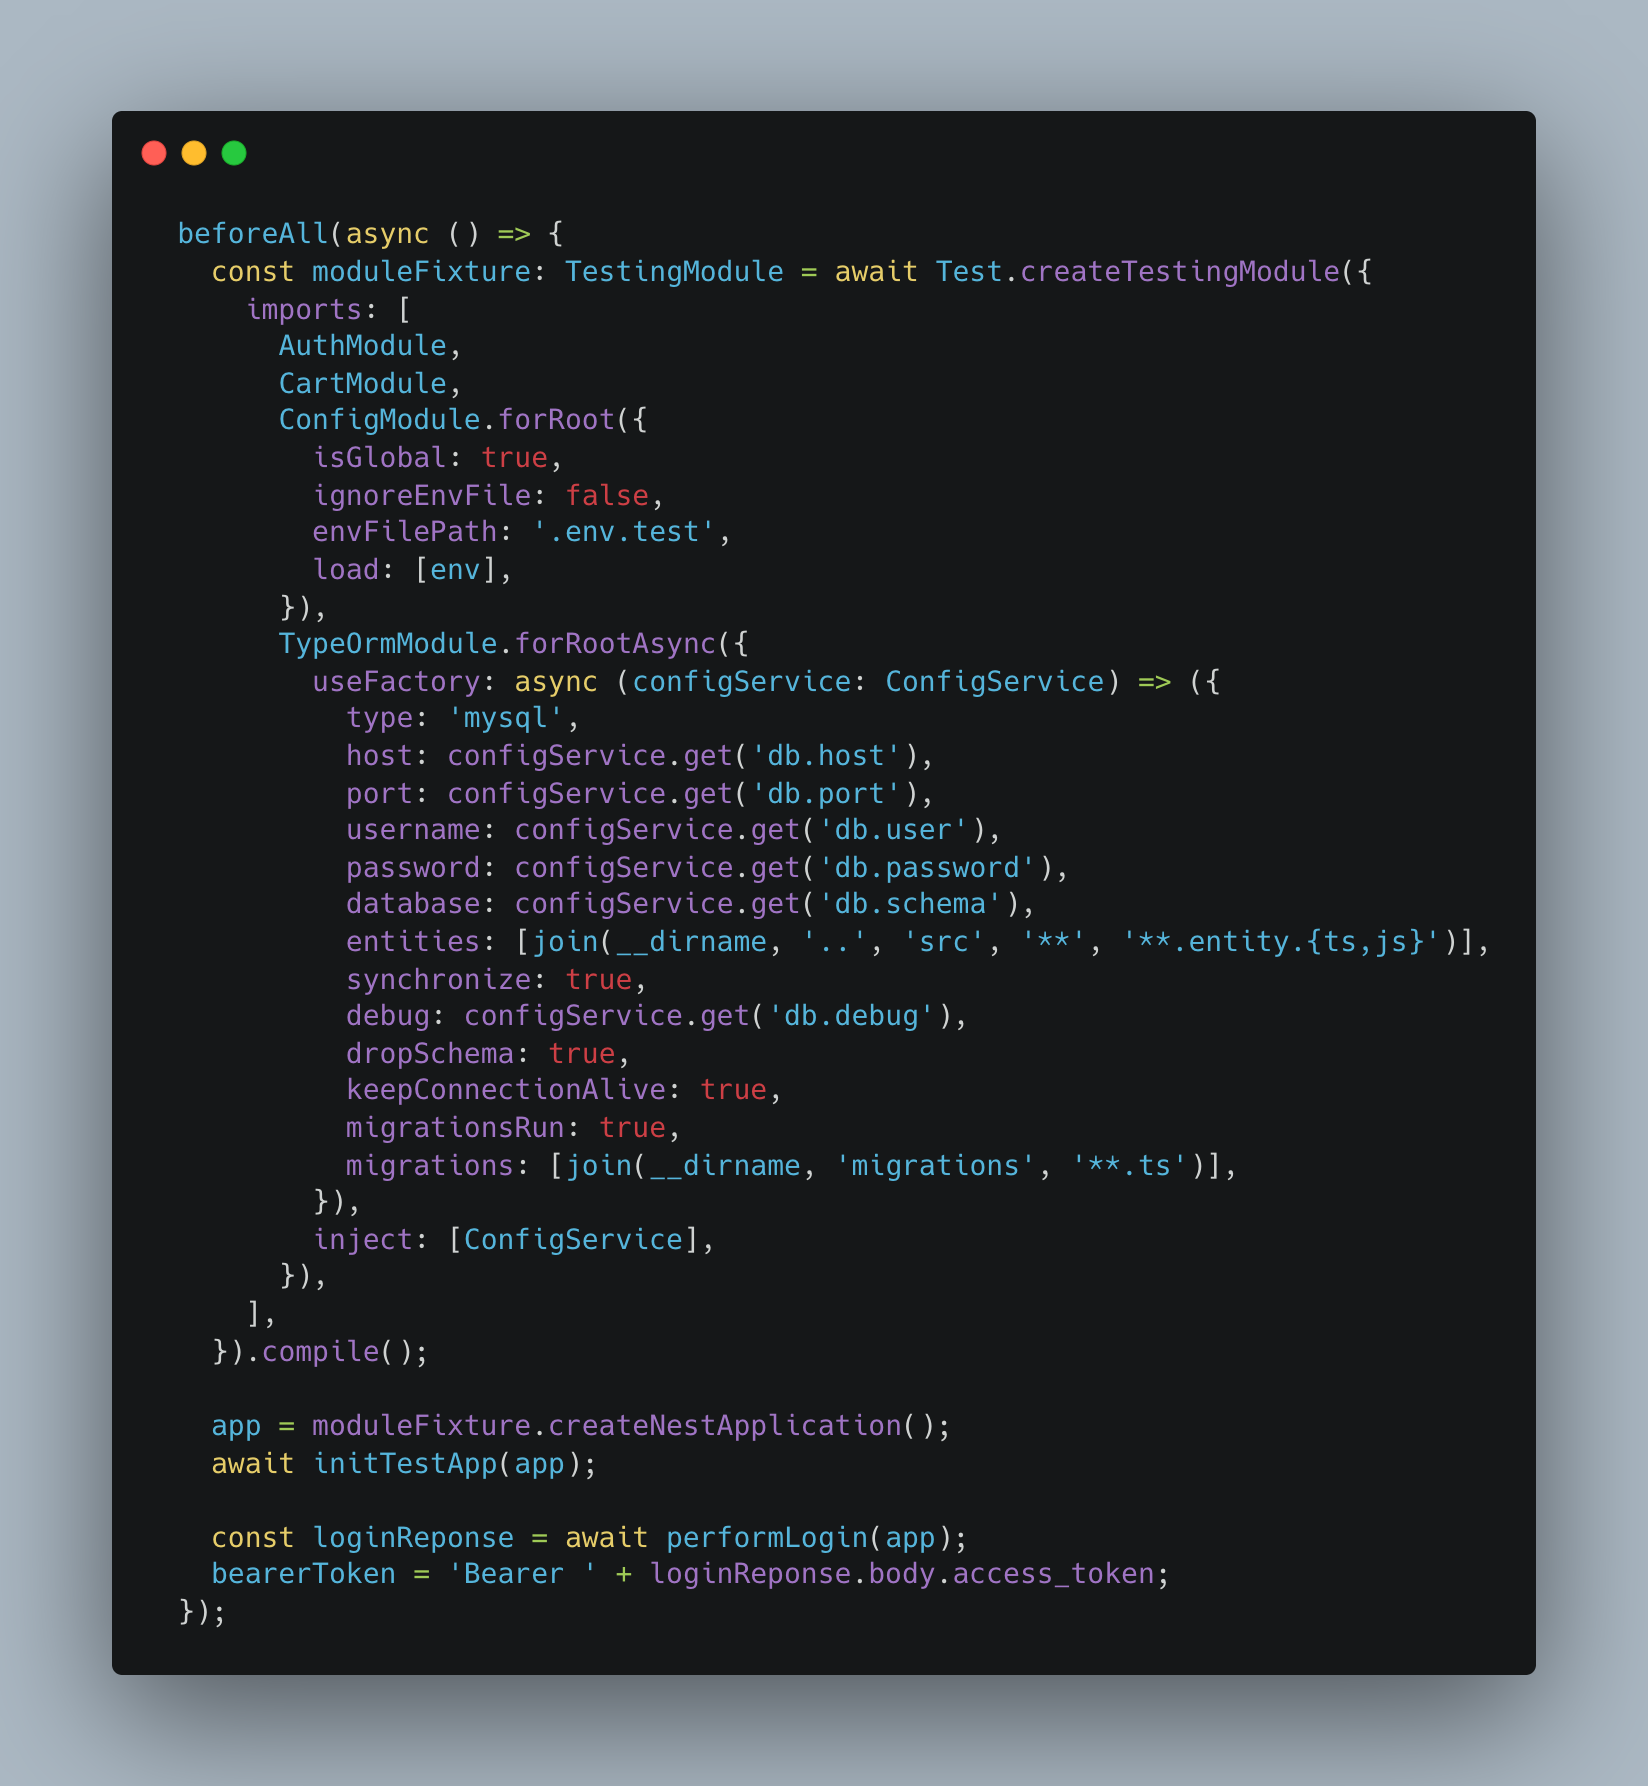 beforeAll(async () => {
  const moduleFixture: TestingModule = await Test.createTestingModule({
    imports: [
      AuthModule,
      CartModule,
      ConfigModule.forRoot({
        isGlobal: true,
        ignoreEnvFile: false,
        envFilePath: '.env.test',
        load: [env],
      }),
      TypeOrmModule.forRootAsync({
        useFactory: async (configService: ConfigService) => ({
          type: 'mysql',
          host: configService.get('db.host'),
          port: configService.get('db.port'),
          username: configService.get('db.user'),
          password: configService.get('db.password'),
          database: configService.get('db.schema'),
          entities: [join(__dirname, '..', 'src', '**', '**.entity.{ts,js}')],
          synchronize: true,
          debug: configService.get('db.debug'),
          dropSchema: true,
          keepConnectionAlive: true,
          migrationsRun: true,
          migrations: [join(__dirname, 'migrations', '**.ts')],
        }),
        inject: [ConfigService],
      }),
    ],
  }).compile();

  app = moduleFixture.createNestApplication();
  await initTestApp(app);

  const loginReponse = await performLogin(app);
  bearerToken = 'Bearer ' + loginReponse.body.access_token;
});